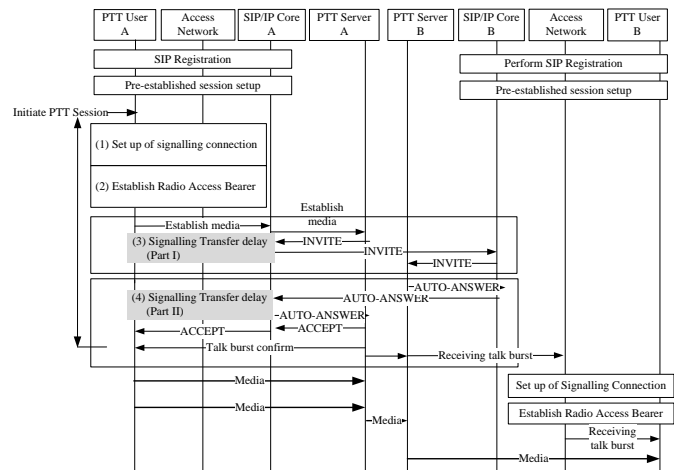 PTT User
A
Access
Network
SIP/IP Core
A
PTT Server
A
PTT Server
B
SIP/IP Core
B
Access
Network
PTT User
B
SIP Registration
Perform SIP Registration
Pre-established session setup
Pre-established session setup
Initiate PTT Session
(1) Set up of signalling connection
(2) Establish Radio Access Bearer
Establish
media
Establish media
(3) Signalling Transfer delay
(Part I)
INVITE
INVITE
INVITE
AUTO-ANSWER
(4) Signalling Transfer delay
(Part II)
AUTO-ANSWER
AUTO-ANSWER
ACCEPT
ACCEPT
Talk burst confirm
Receiving talk burst
Media
Set up of Signalling Connection
Media
Media
Establish Radio Access Bearer
Receiving
talk burst
Media